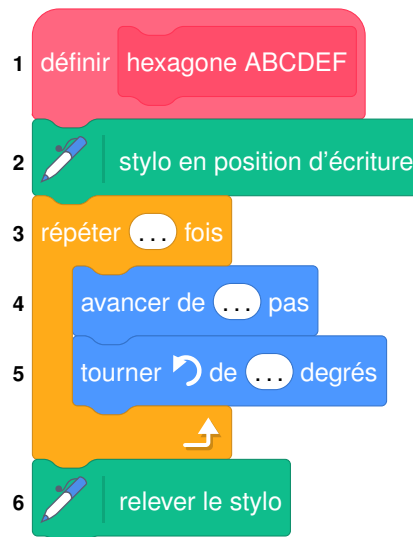 1 définir hexagone ABCDEF
2 stylo en position d'écriture
3 répéter ... fois
4 avancer de ... pas
5 tourner de ... degrés
6 relever le stylo